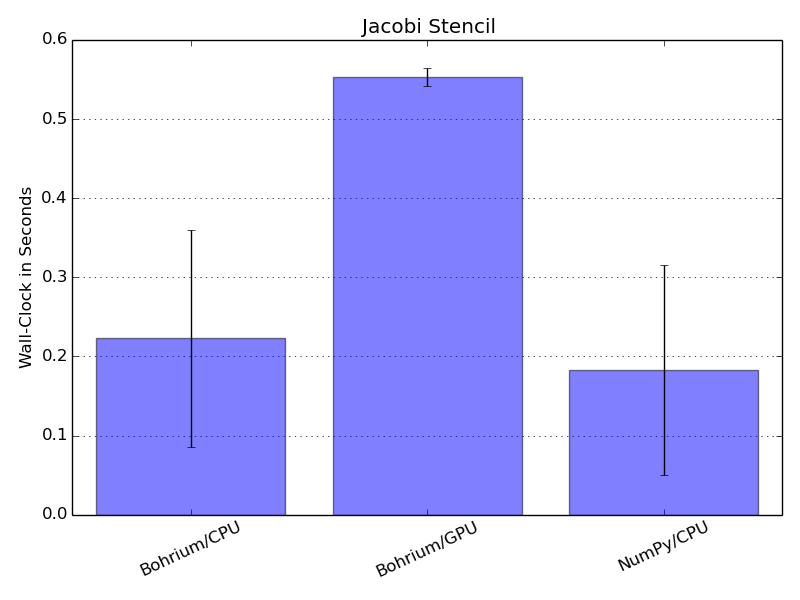 Jacobi Stencil
Wall-Clock in Seconds
0.6
0.5
0.4
0.3
0.2
0.1
0.0
Bohrium/CPU
Bohrium/GPU
NumPy/CPU